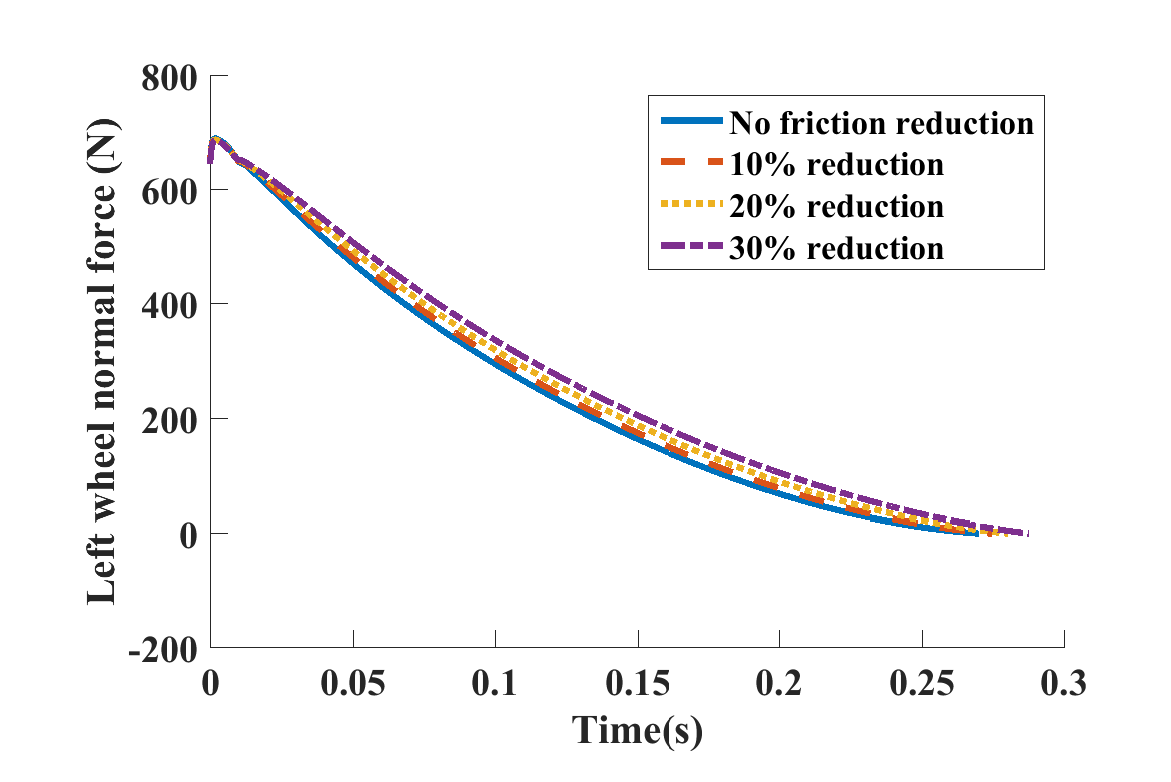 800
600
400
200
0
-200
0 0.05 0.1 0.15 0.2 0.25 0.3
Left wheel normal force (N)
Time(s)
No friction reduction
10% reduction
20% reduction
30% reduction